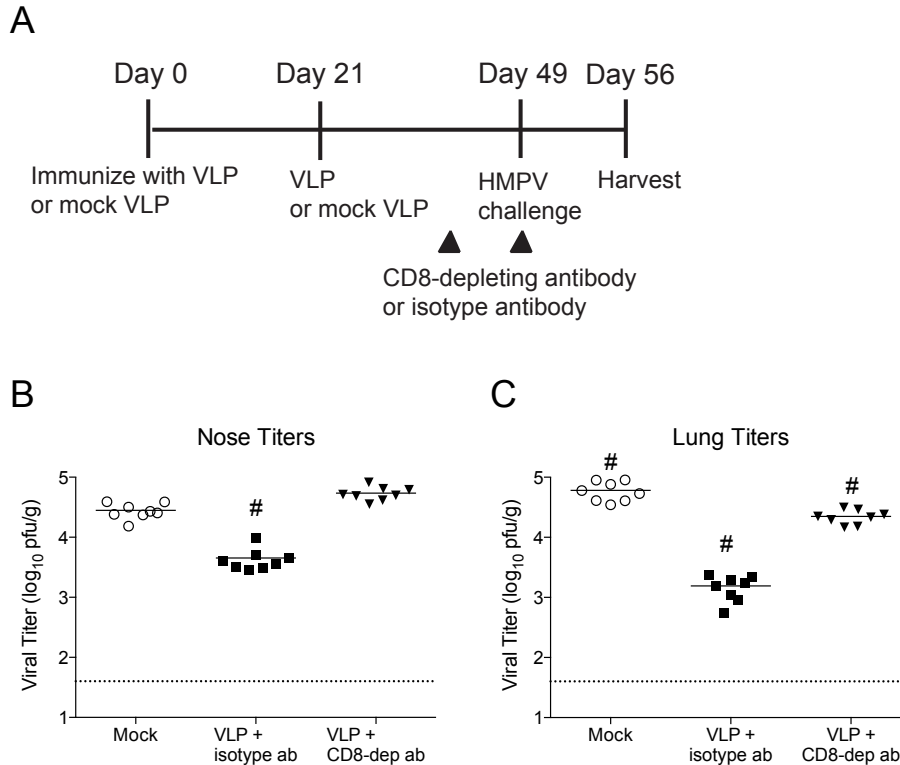 A
Day 0
Day 21
Day 49
Day 56
Immunize with VLP
or mock VLP
VLP
or mock VLP
HMPV
challenge
Harvest
CD8-depleting antibody
or isotype antibody
B
Nose Titers
Viral Titer (log10 pfu/g)
5
4
3
2
1
#
Mock
VLP +
isotype ab
VLP +
CD8-dep ab
C
Lung Titers
Viral Titer (log10 pfu/g)
5
4
3
2
1
#
#
#
Mock
VLP +
isotype ab
VLP +
CD8-dep ab